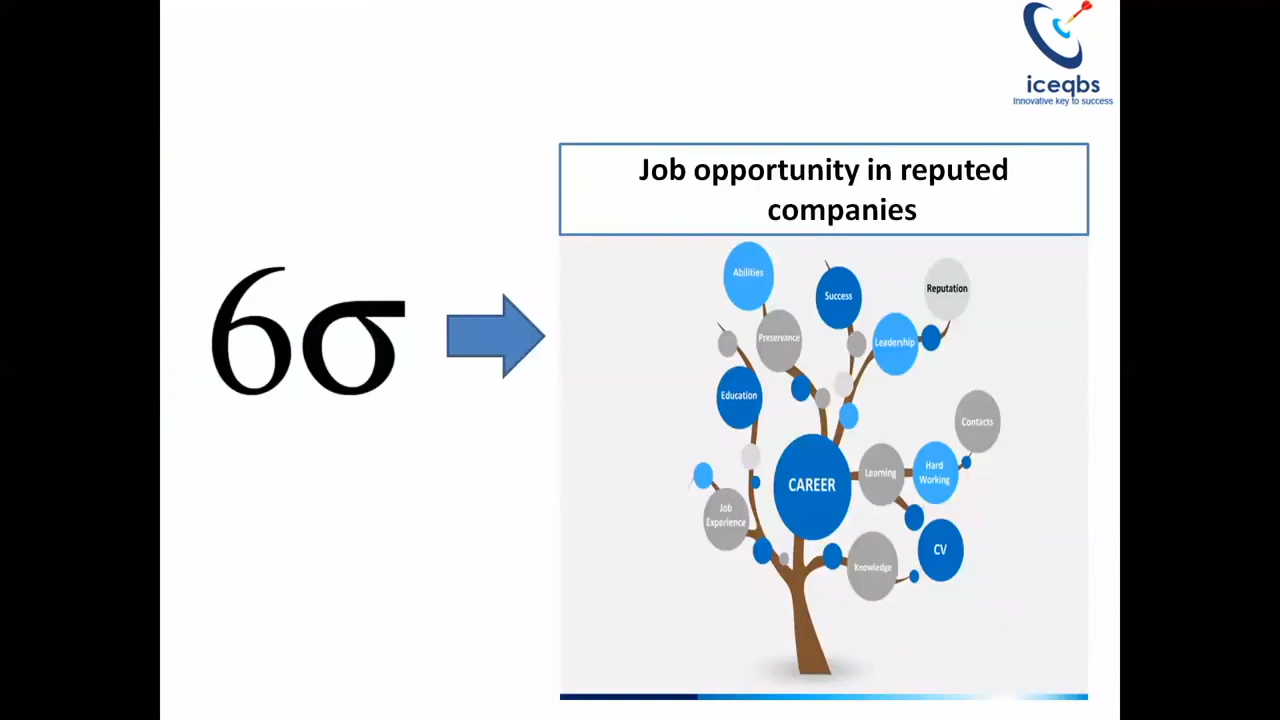 iceqbs
Innovative key to success
Job opportunity in reputed
companies
6σ
Abilities
Success
Reputation
Preservance
Leadership
Education
Contacts
CAREER
Learning
Hard
Working
Job
Experience
CV
Knowledge